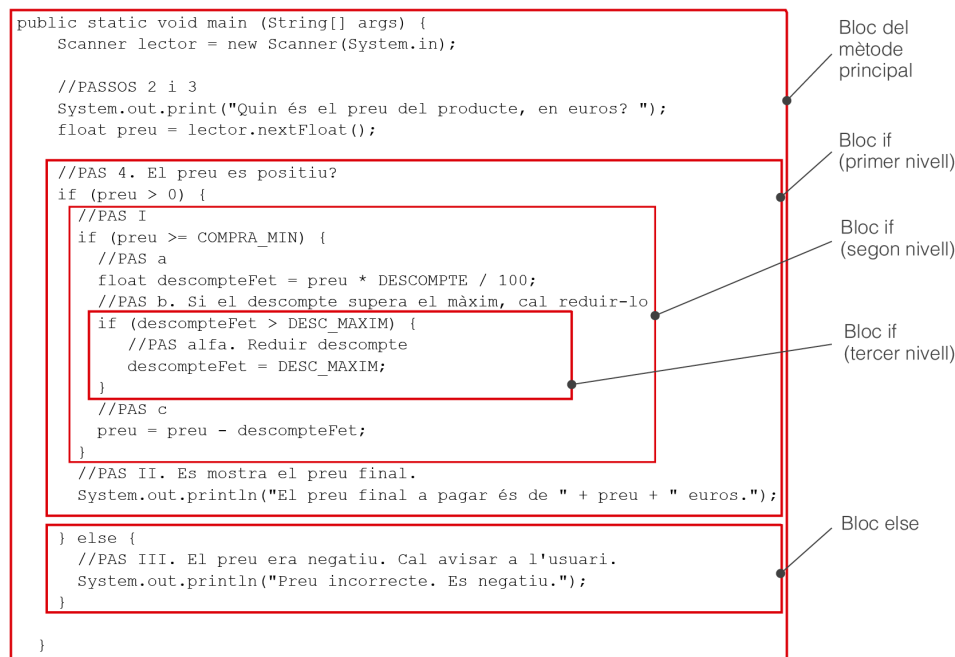 public static void main (String[] args) {
Scanner lector = new Scanner(System.in);
//PASSOS 2 i 3
System.out.print("Quin és el preu del producte, en euros? ");
float preu = lector.nextFloat();
//PAS 4. El preu es positiu?
if (preu > 0) {
//PAS I
if (preu >= COMPRA_MIN) {
//PAS a
float descompteFet = preu * DESCOMPTE / 100;
//PAS b. Si el descompte supera el màxim, cal reduir-lo
if (descompteFet > DESC_MAXIM) {
//PAS alfa. Reduir descompte
descompteFet = DESC_MAXIM;
}
//PAS c
preu = preu - descompteFet;
}
//PAS II. Es mostra el preu final.
System.out.println("El preu final a pagar és de " + preu + " euros.");
} else {
//PAS III. El preu era negatiu. Cal avisar a l'usuari.
System.out.println("Preu incorrecte. Es negatiu.");
}
}
Bloc del
mètode
principal
Bloc if
(primer nivell)
Bloc if
(segon nivell)
Bloc if
(tercer nivell)
Bloc else